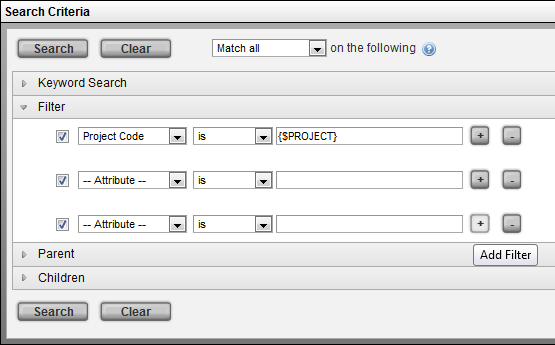 Search Criteria
Search Clear Match all on the following ?
Keyword Search
Filter
Project Code is {$PROJECT} + -
-- Attribute -- is + -
-- Attribute -- is + -
Parent Add Filter
Children
Search Clear